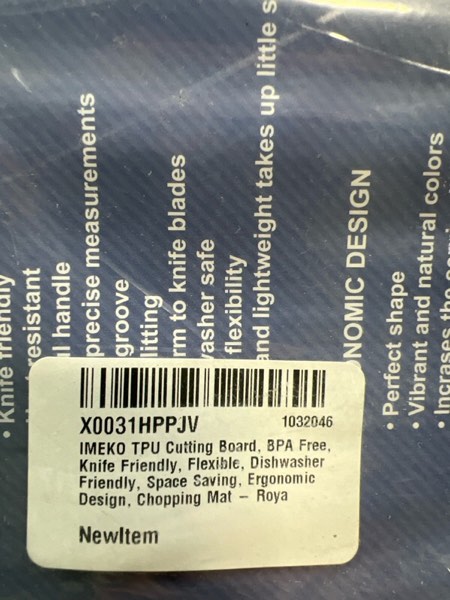 • Knife friendly
resistant
l handle
precise measurements
groove
litting
rm to knife blades
washer safe
flexibility
and lightweight takes up little s
NOMIC DESIGN
• Perfect shape
• Vibrant and natural colors
• Increases the
X0031HPPJV 1032046
IMEKO TPU Cutting Board, BPA Free,
Knife Friendly, Flexible, Dishwasher
Friendly, Space Saving, Ergonomic
Design, Chopping Mat – Roya
NewItem